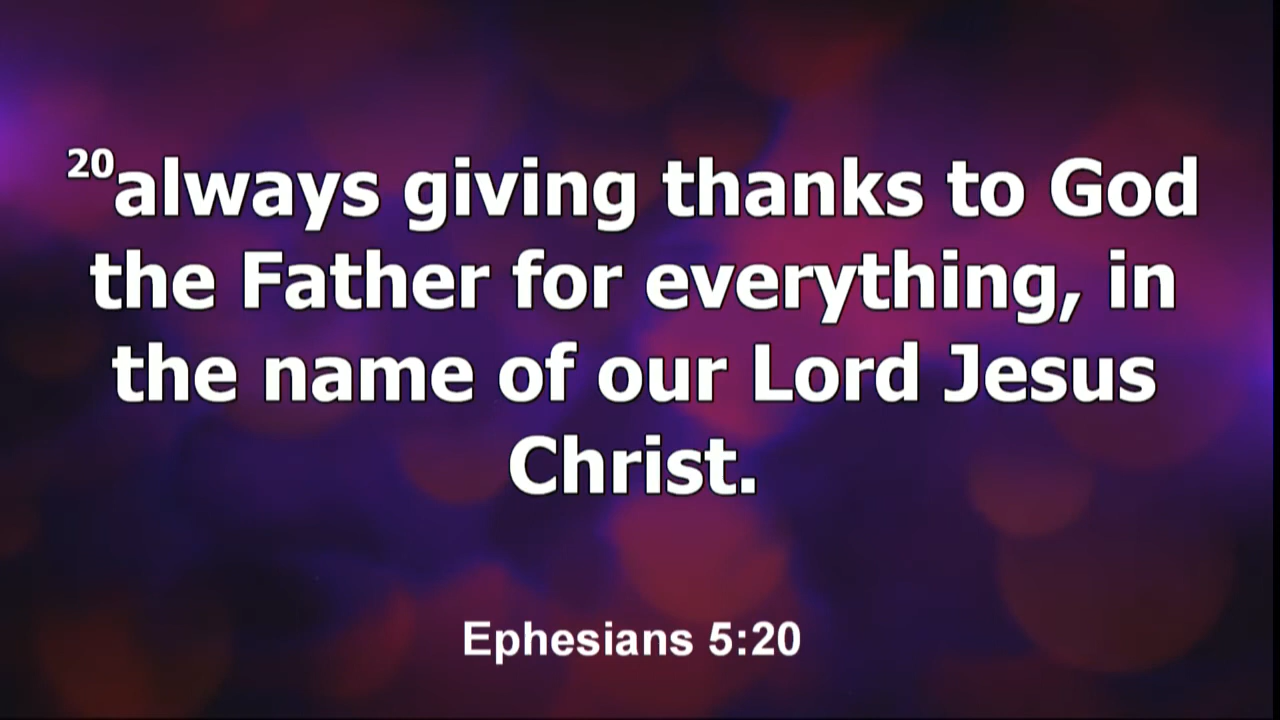 20always giving thanks to God
the Father for everything, in
the name of our Lord Jesus
Christ.
Ephesians 5:20